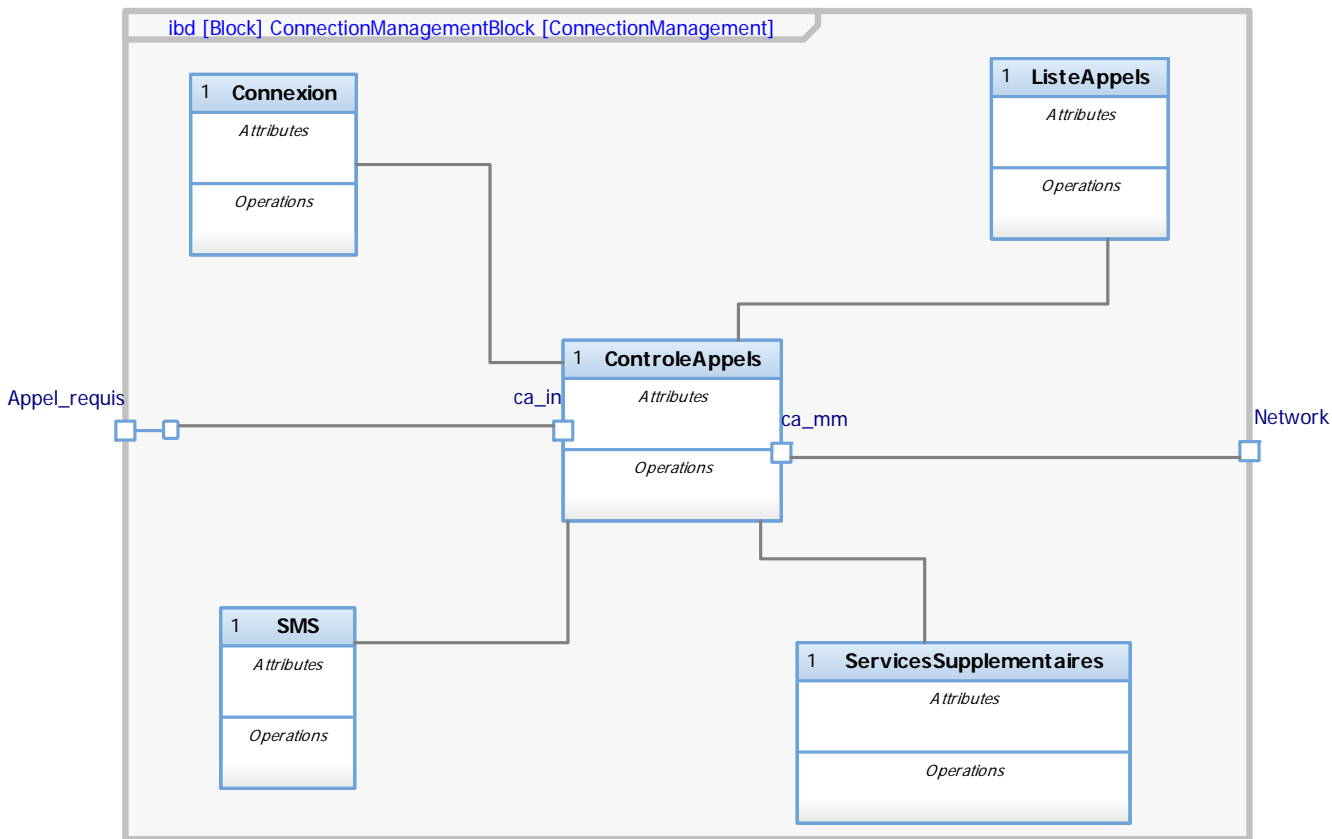 ibd [Block] ConnectionManagementBlock [ConnectionManagement]
1 Connexion
Attributes
Operations
1 ListeAppels
Attributes
Operations
1 ControleAppels
Attributes
Operations
Appel_requis
ca_in
ca_mm
Network
1 SMS
Attributes
Operations
1 ServicesSupplementaires
Attributes
Operations